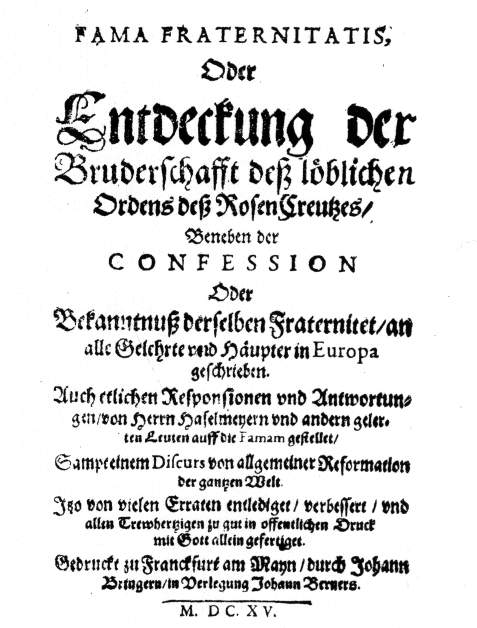 FAMA FRATERNITATIS,
Oder
Entdeckung der
Bruderschafft deß löblichen
Ordens deß RosenCreutzes/
Beneben der
CONFESSION
Oder
Bekanntnuß derselben Fraternitet/an
alle Gelehrte vnd Häupter in Europa
geschrieben.
Auch etlichen Responsionen vnd Antwortun⸗
gen/von Herrn Haselmeyern vnd andern geler⸗
ten Leuten auff die Famam gestellet/
Sampt einem Discurs von allgemeiner Reformation
der gantzen Welt.
Itzo von vielen Erraten entlediget/ verbessert/ vnd
allen Trewhertzigen zu gut in offentlichen Druck
mit Gott allein gefertiget.
Gedruckt zu Franckfurt am Mayn/durch Johann
Bringern/in Verlegung Johann Berners.
M. DC. XV.